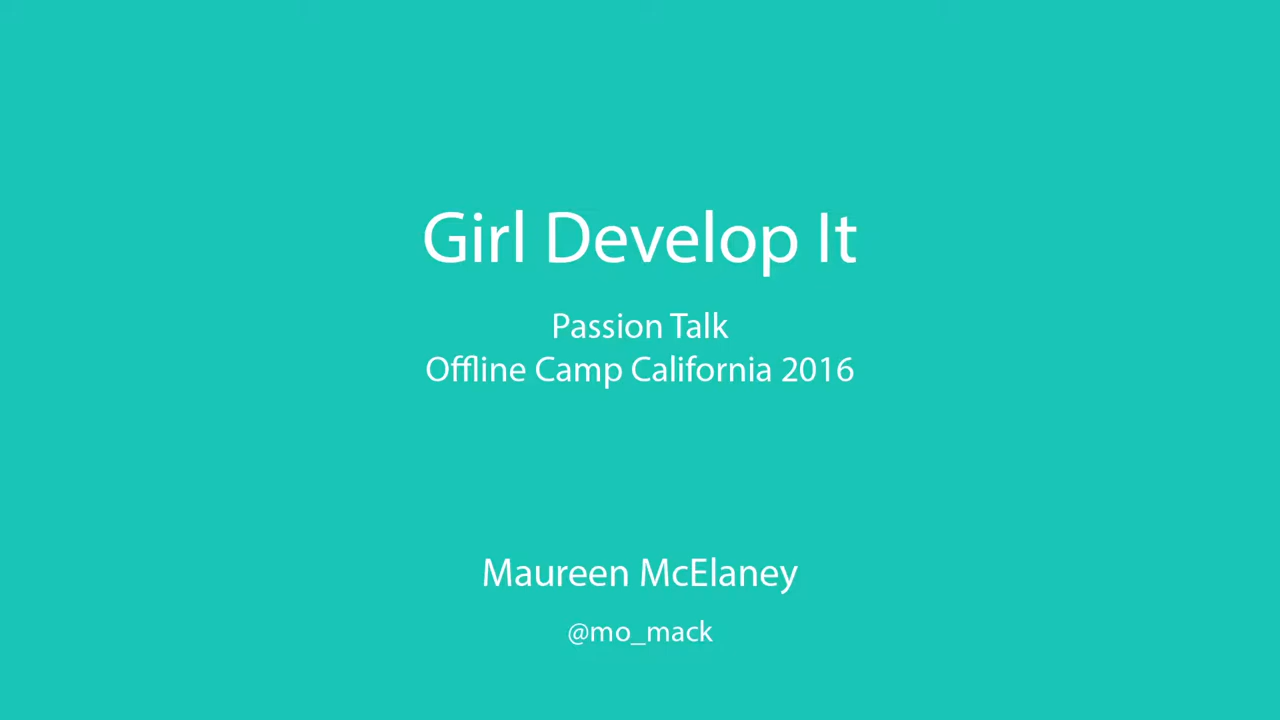 Girl Develop It
Passion Talk
Offline Camp California 2016
Maureen McElaney
@mo_mack